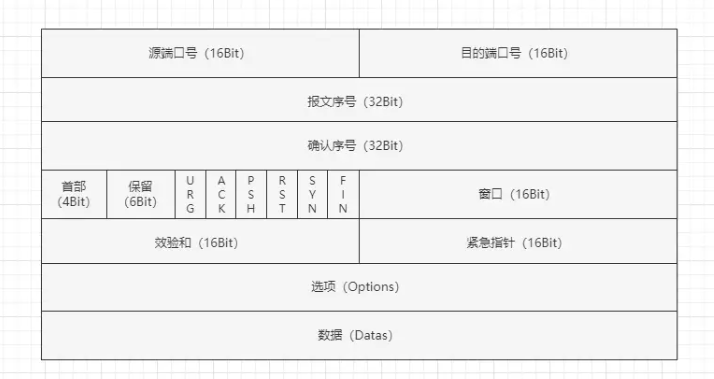 源端口号（16Bit）
目的端口号（16Bit）
报文序号（32Bit）
确认序号（32Bit）
首部
(4Bit)
保留
(6Bit)
URG
ACK
PSH
RST
SYN
FIN
窗口（16Bit）
效验和（16Bit）
紧急指针（16Bit）
选项（Options）
数据（Datas）